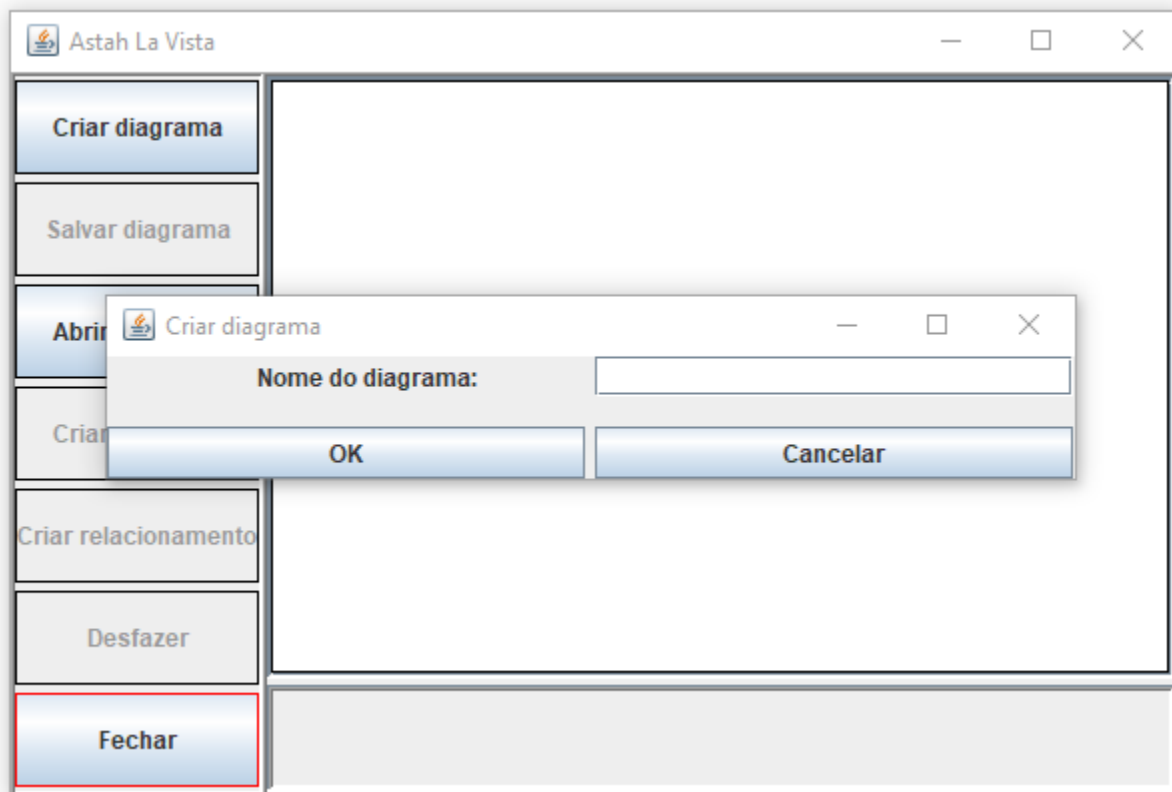 Astah La Vista
Criar diagrama
Salvar diagrama
Abrir
Criar diagrama
Nome do diagrama:
OK
Cancelar
Criar
Criar relacionamento
Desfazer
Fechar